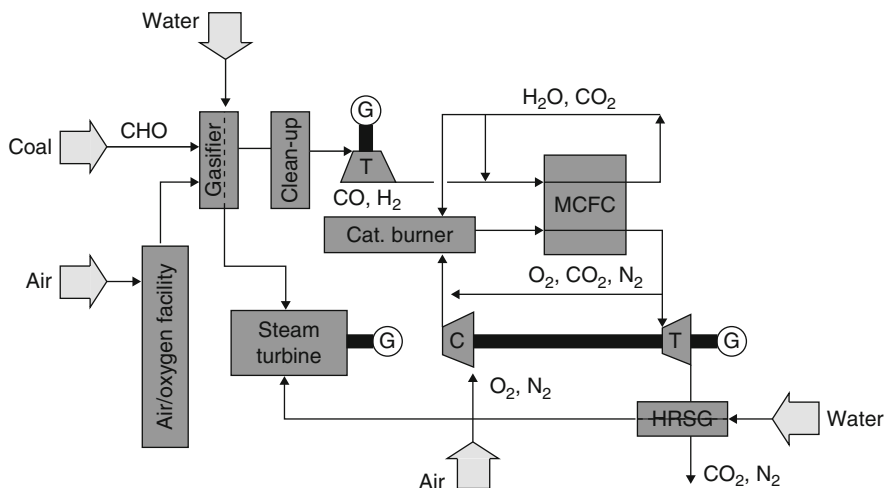 Water
G
H₂O, CO₂
Coal
CHO
Gasifier
Clean-up
T
CO, H₂
MCFC
Cat. burner
Air
Air/oxygen facility
O₂, CO₂, N₂
Steam
turbine
G
C
T
G
O₂, N₂
HRSG
Water
Air
CO₂, N₂